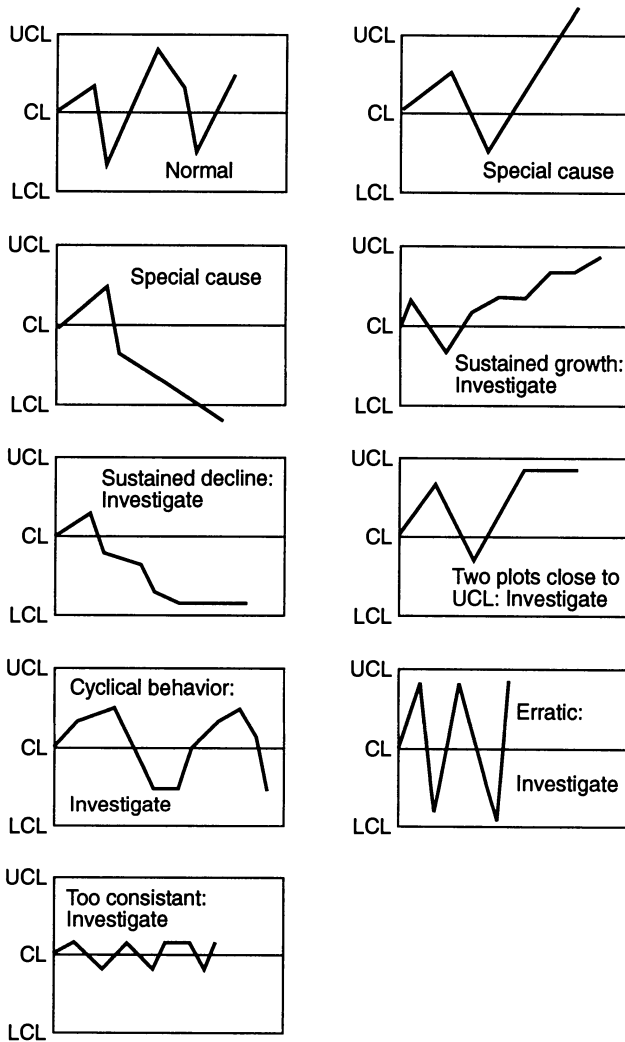 UCL
CL
Normal
LCL
UCL
CL
Special cause
LCL
UCL
Special cause
CL
LCL
UCL
CL
Sustained growth:
Investigate
LCL
UCL
Sustained decline:
Investigate
CL
LCL
UCL
CL
Two plots close to
UCL: Investigate
LCL
UCL
Cyclical behavior:
CL
Investigate
LCL
UCL
Erratic:
CL
Investigate
LCL
UCL
Too consistant:
Investigate
CL
LCL